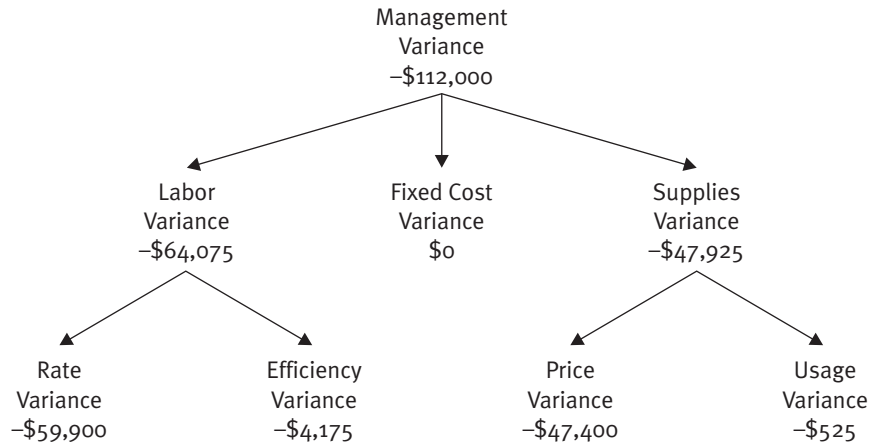 Management
Variance
–$112,000
Labor
Variance
–$64,075
Fixed Cost
Variance
$0
Supplies
Variance
–$47,925
Rate
Variance
–$59,900
Efficiency
Variance
–$4,175
Price
Variance
–$47,400
Usage
Variance
–$525